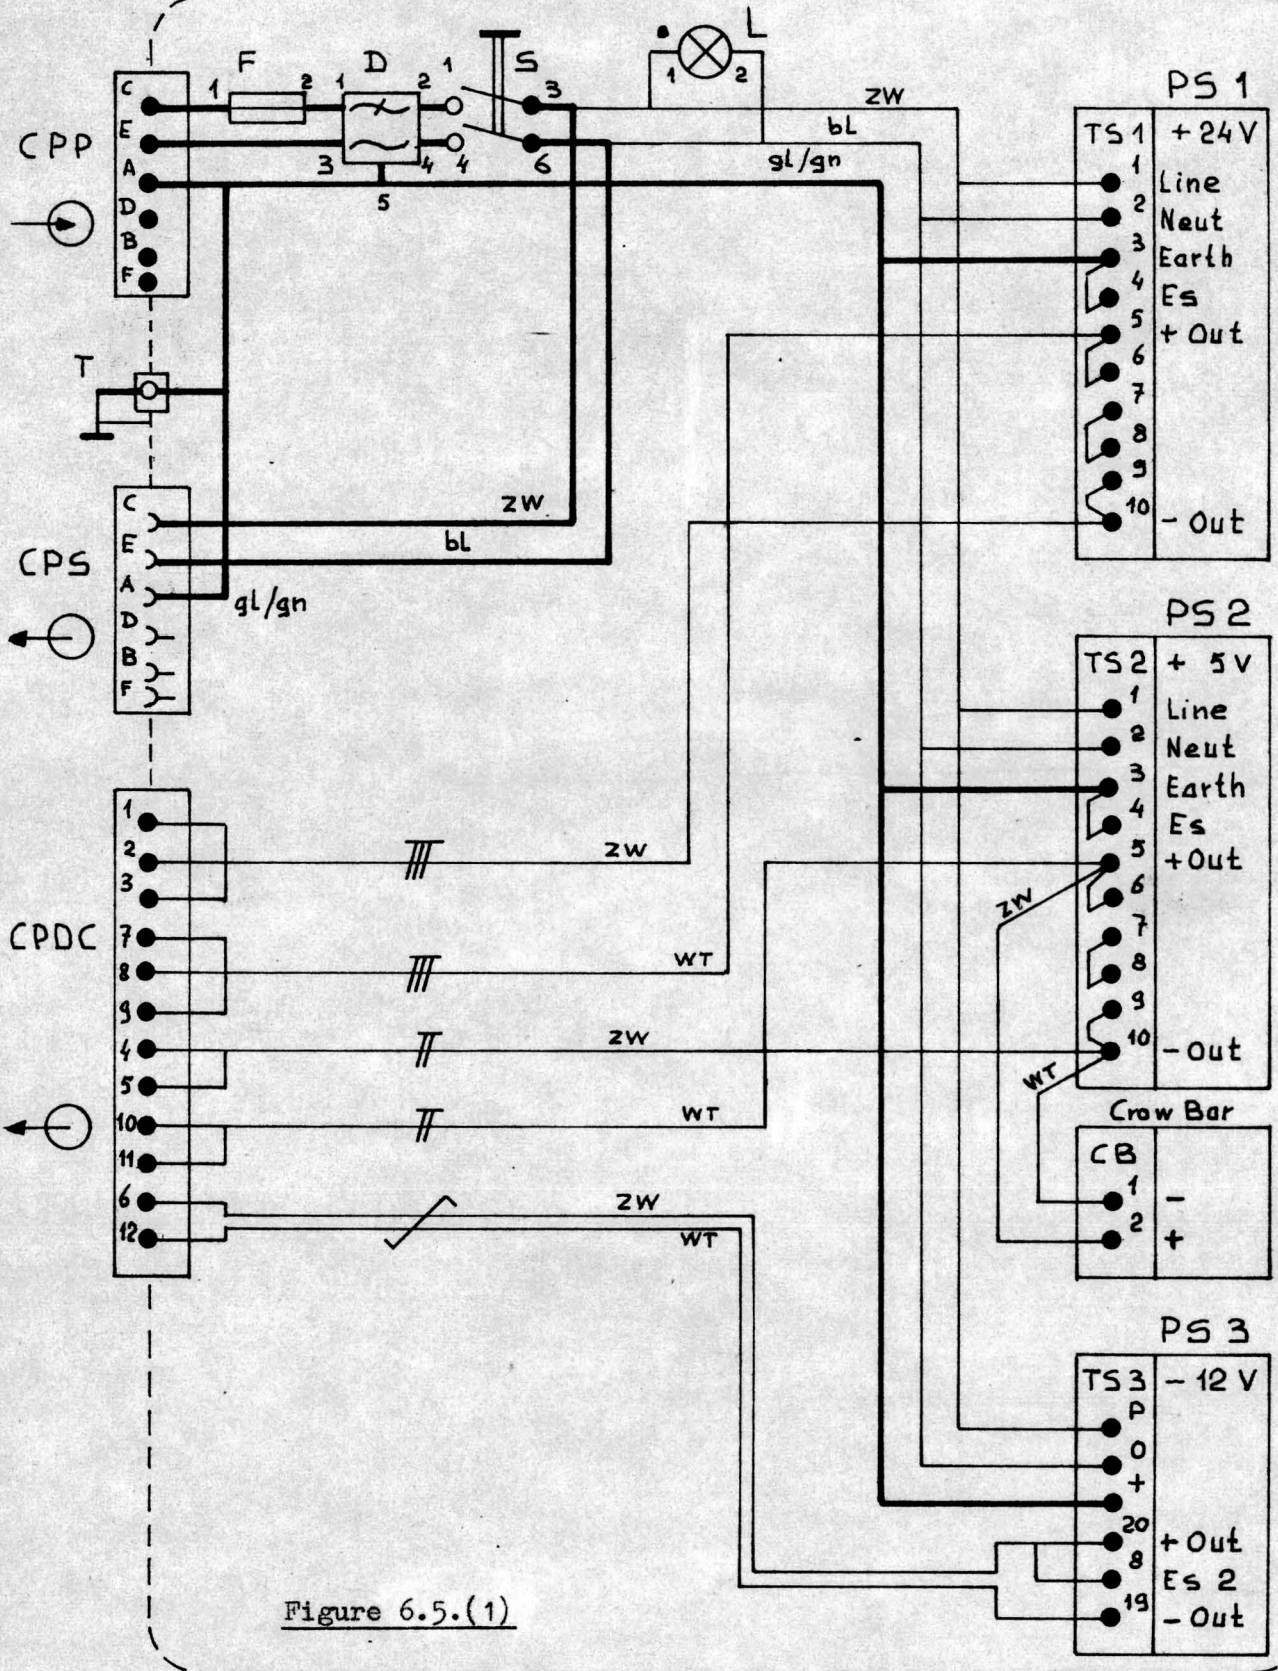 L
F D S
PS 1
C 1 2 1 2 1 3 1 2
zw
TS 1 + 24 V
CPP E bl
3 4 4 6 gl/gn
A 5
1 Line
D 2 Neut
B 3 Earth
F 4 Es
5 + Out
T 6
7
8
9
C zw 10 - Out
E bl
CPS
A gl/gn
D
B
F
PS 2
TS 2 + 5 V
1 Line
2 Neut
3 Earth
1 4 Es
2 zw 5 + Out
3 6
zw
CPDC 7 7
8 WT 8
9 9
4 zw 10 - Out
5 WT
10 WT Crow Bar
11 CB
6 zw 1 -
12 WT 2 +
PS 3
TS 3 - 12 V
P
O
+
20 + Out
8 Es 2
19 - Out
Figure 6.5.(1)